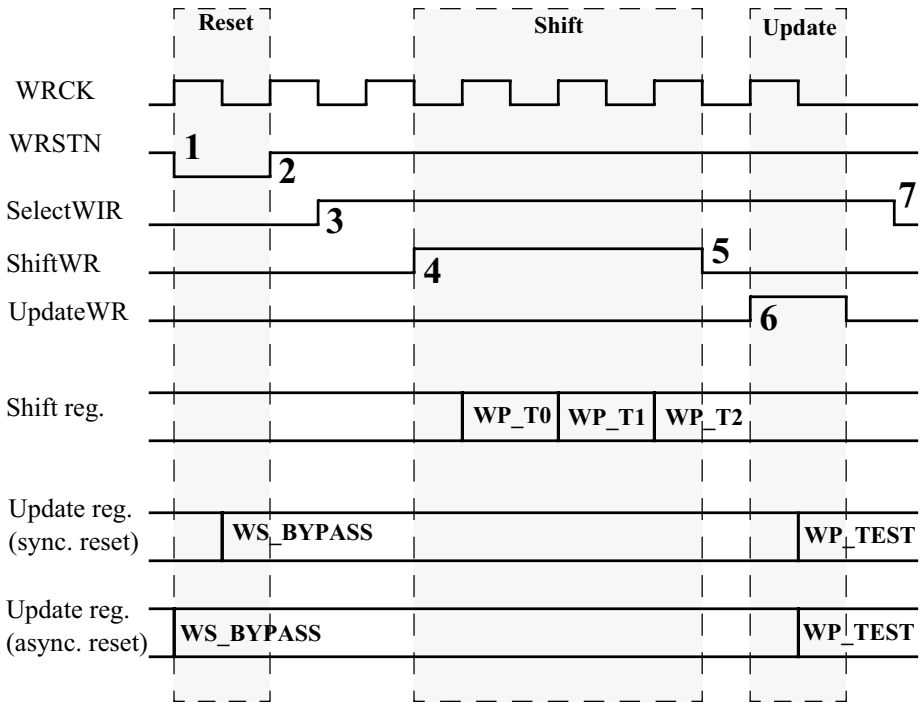 Reset Shift Update
WRCK
WRSTN 1 2
SelectWIR 3 7
ShiftWR 4 5
UpdateWR 6
Shift reg. WP_T0 WP_T1 WP_T2
Update reg.
(sync. reset) WS_BYPASS WP_TEST
Update reg.
(async. reset) WS_BYPASS WP_TEST